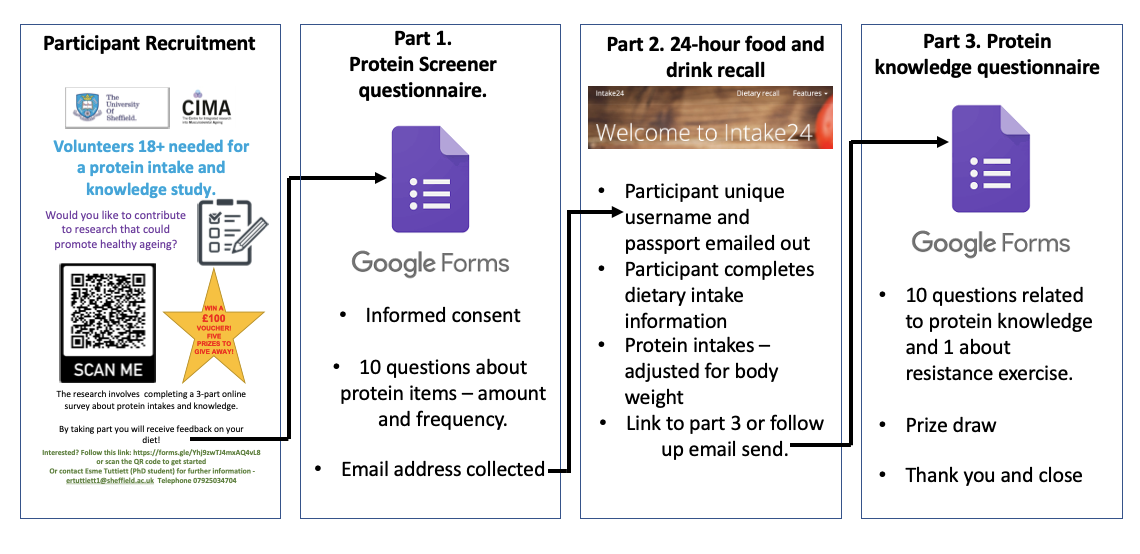 Participant Recruitment
The
University
Of
Sheffield.
CIMA
Volunteers 18+ needed for
a protein intake and
knowledge study.
Would you like to contribute
to research that could
promote healthy ageing?
SCAN ME
WIN A
£100
VOUCHER!
FIVE
PRIZES TO
GIVE AWAY!
The research involves completing a 3-part online
survey about protein intakes and knowledge.
By taking part you will receive feedback on your
diet!
Interested? Follow this link: https://forms.gle/YhJ9zwTJ4mxAQ4vL8
or scan the QR code to get started
Or contact Esme Tuttiett (PhD student) for further information -
ertuttiett1@sheffield.ac.uk Telephone 07925034704
Part 1.
Protein Screener
questionnaire.
Google Forms
• Informed consent
• 10 questions about
protein items – amount
and frequency.
• Email address collected
Part 2. 24-hour food and
drink recall
Intake24 Dietary recall Features
Welcome to Intake24
• Participant unique
username and
passport emailed out
• Participant completes
dietary intake
information
• Protein intakes –
adjusted for body
weight
• Link to part 3 or follow
up email send.
Part 3. Protein
knowledge questionnaire
Google Forms
• 10 questions related
to protein knowledge
and 1 about
resistance exercise.
• Prize draw
• Thank you and close